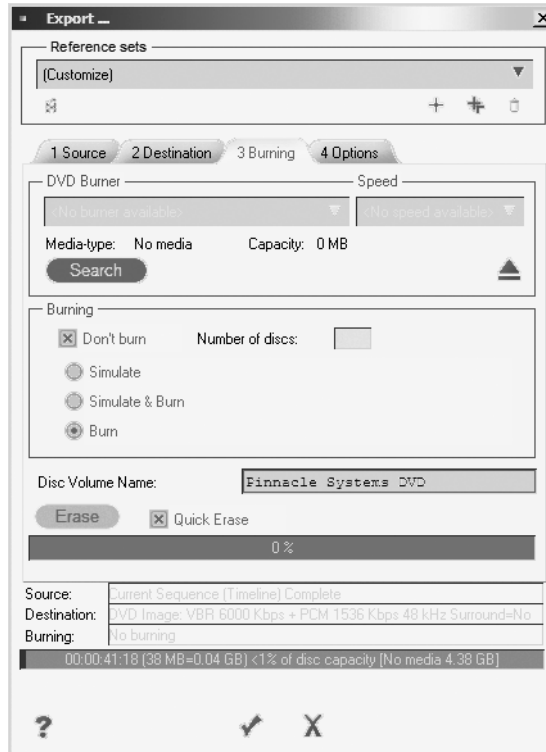 Export ...
Reference sets
(Customize)
1 Source 2 Destination 3 Burning 4 Options
DVD Burner Speed
<No burner available> <No speed available>
Media-type: No media Capacity: 0 MB
Search
Burning
Don't burn Number of discs:
Simulate
Simulate & Burn
Burn
Disc Volume Name: Pinnacle Systems DVD
Erase Quick Erase
0 %
Source: Current Sequence (Timeline) Complete
Destination: DVD Image: VBR 6000 Kbps + PCM 1536 Kbps 48 kHz Surround=No
Burning: No burning
00:00:41:18 (38 MB=0.04 GB) <1% of disc capacity [No media 4.38 GB]